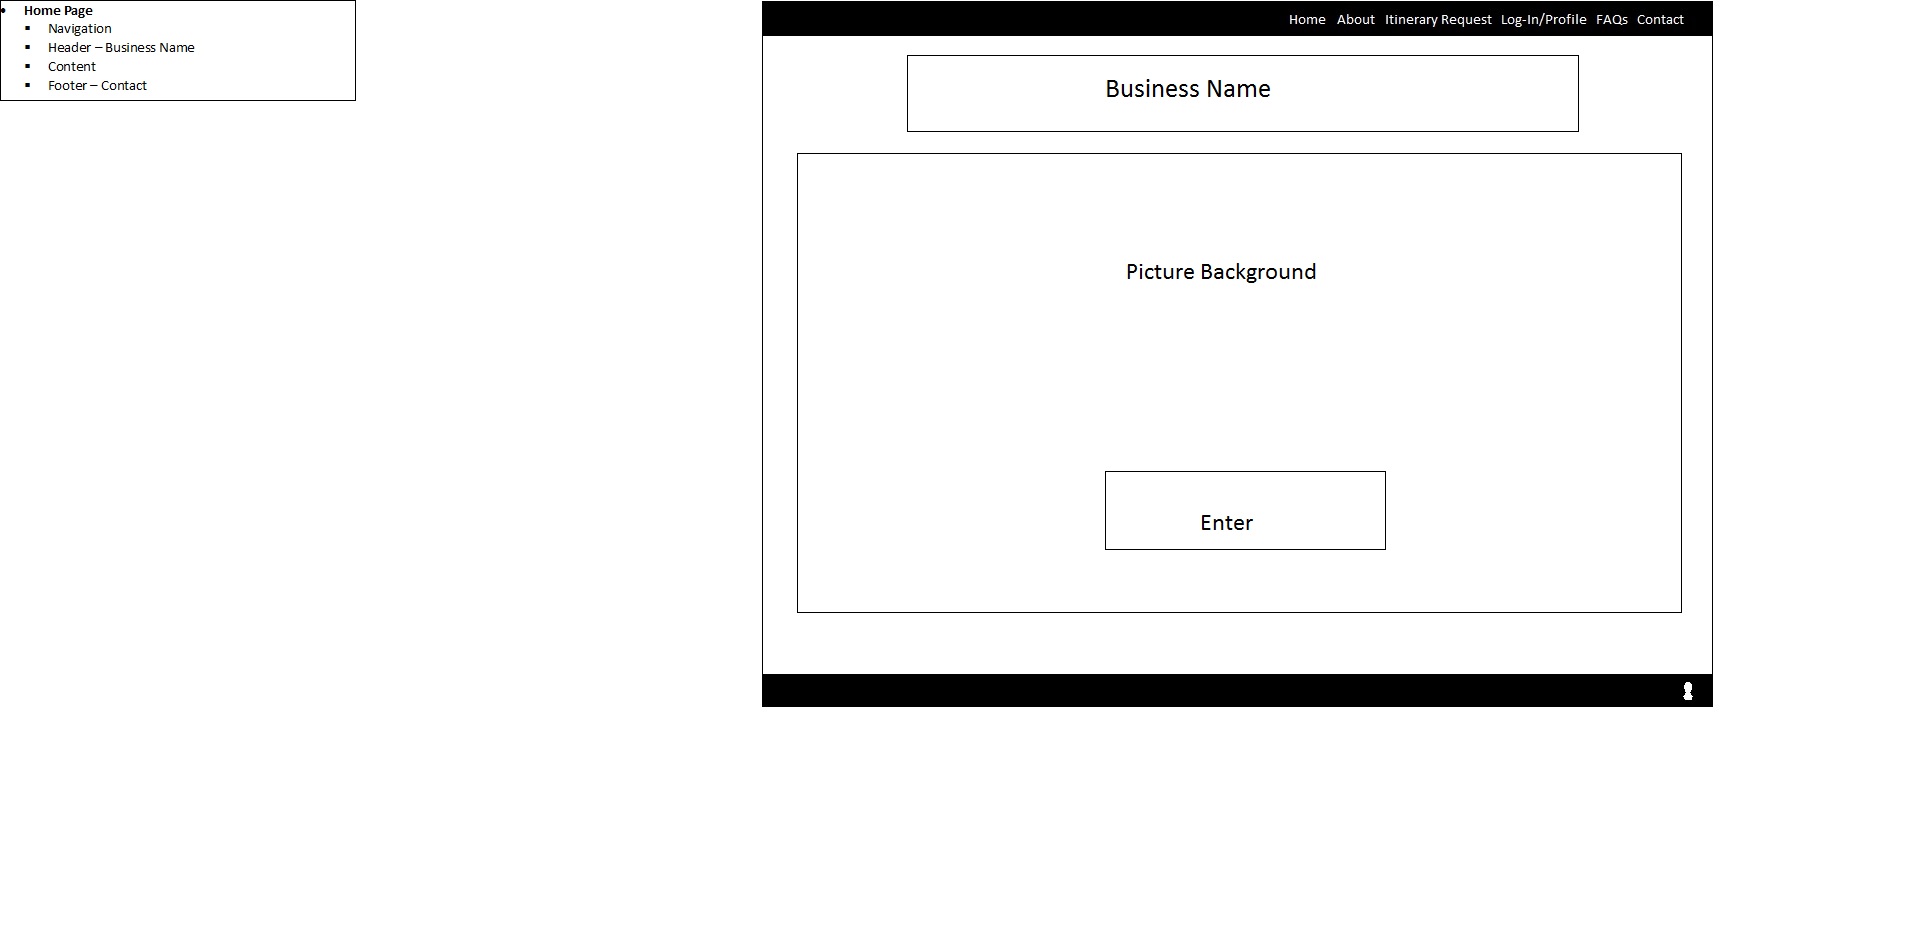 Home Page
Navigation
Header – Business Name
Content
Footer – Contact
Home About Itinerary Request Log-In/Profile FAQs Contact
Business Name
Picture Background
Enter